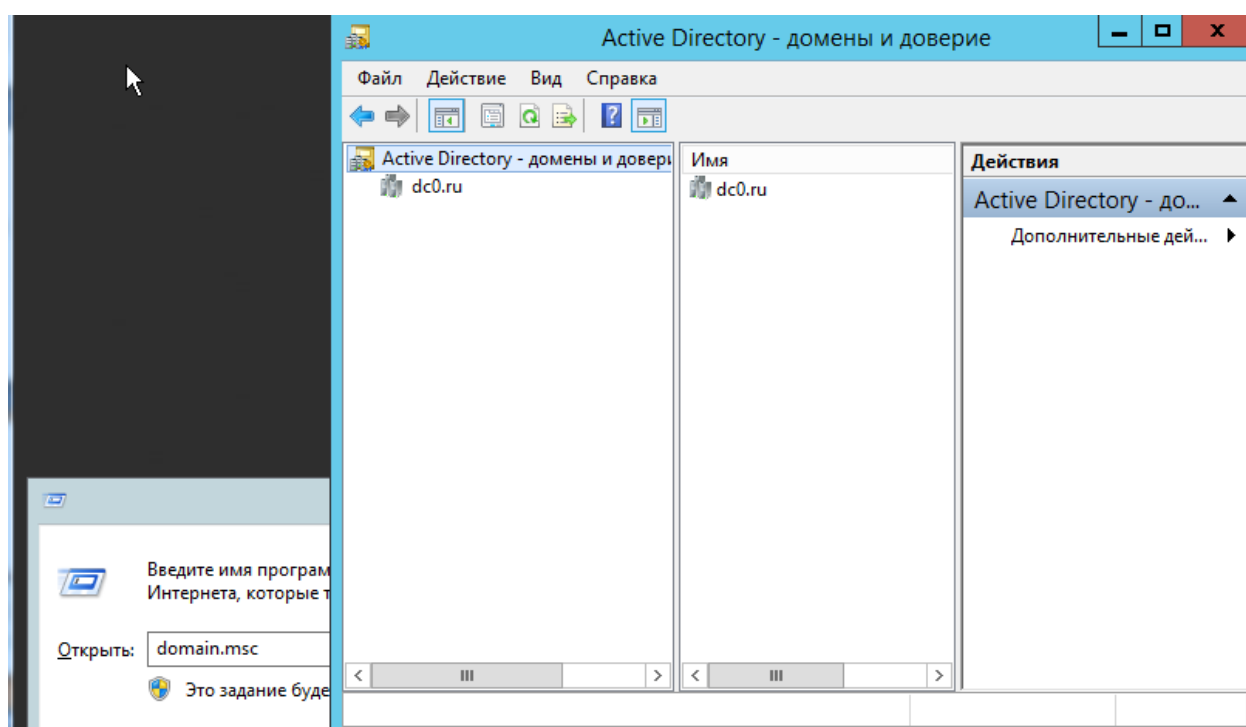 Active Directory - домены и доверие
Файл Действие Вид Справка
Active Directory - домены и довери
dc0.ru
Имя
dc0.ru
Действия
Active Directory - до...
Дополнительные дей...
Введите имя програм
Интернета, которые т
Открыть: domain.msc
Это задание буде